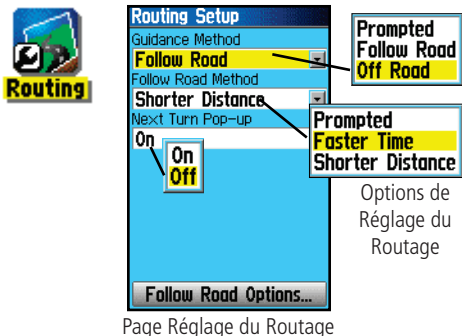 Routing
Routing Setup
Guidance Method
Follow Road
Follow Road Method
Shorter Distance
Next Turn Pop-up
On
On
Off
Follow Road Options...
Prompted
Follow Road
Off Road
Prompted
Faster Time
Shorter Distance
Options de
Réglage du
Routage
Page Réglage du Routage